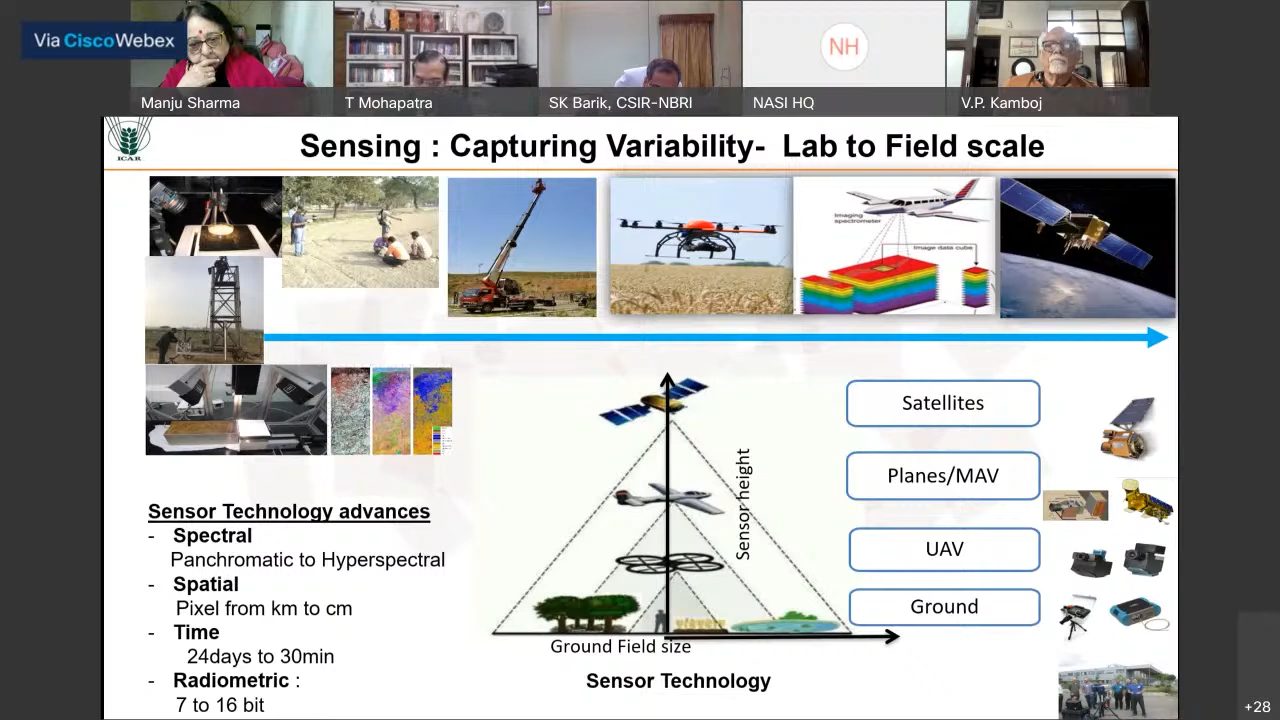 Via Cisco Webex
Manju Sharma
T Mohapatra
SK Barik, CSIR-NBRI
NH
NASI HQ
V.P. Kamboj
ICAR
Sensing : Capturing Variability- Lab to Field scale
Imaging
spectrometer
Image data cube
Sensor Technology advances
- Spectral
Panchromatic to Hyperspectral
- Spatial
Pixel from km to cm
- Time
24days to 30min
- Radiometric :
7 to 16 bit
Sensor height
Ground Field size
Sensor Technology
Satellites
Planes/MAV
UAV
Ground
+28